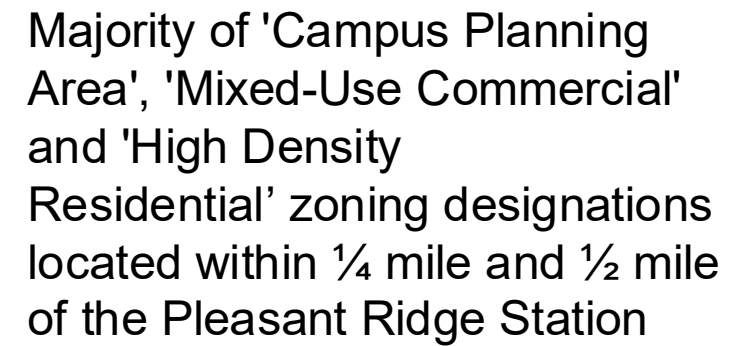 Majority of 'Campus Planning
Area', 'Mixed-Use Commercial'
and 'High Density
Residential’ zoning designations
located within ¼ mile and ½ mile
of the Pleasant Ridge Station